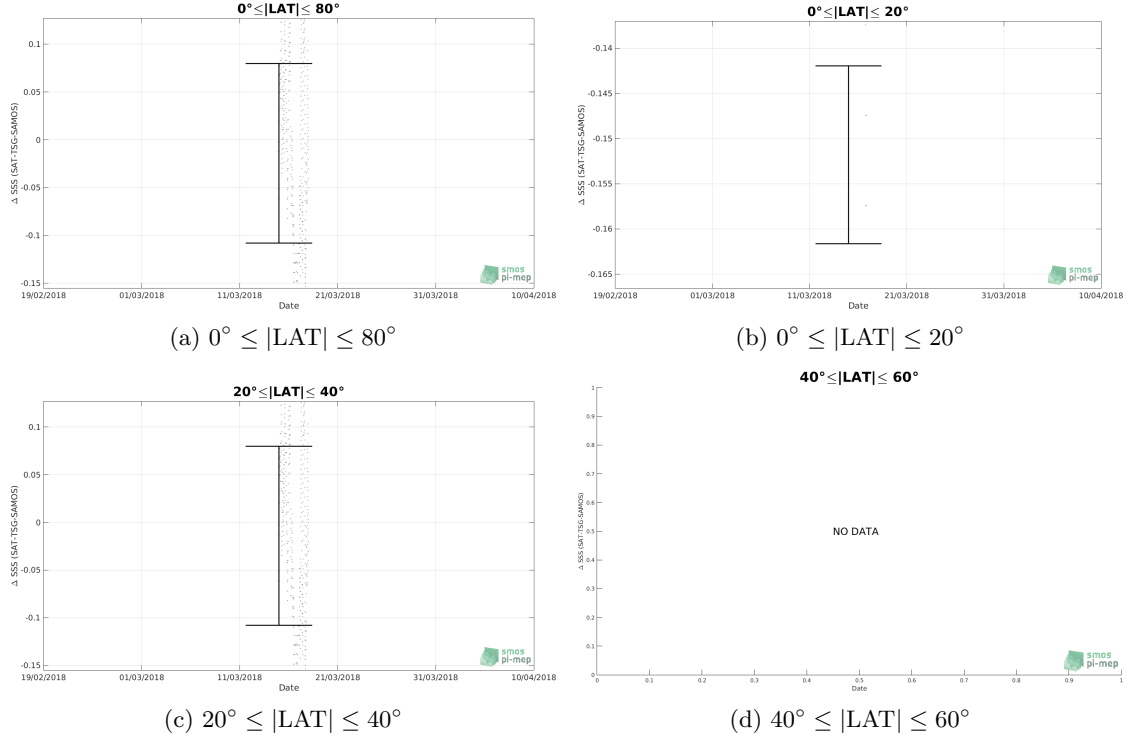 0°≤|LAT|≤ 80°
Δ SSS (SAT-TSG-SAMOS)
0.1
0.05
0
-0.05
-0.1
-0.15
19/02/2018 01/03/2018 11/03/2018 21/03/2018 31/03/2018 10/04/2018
Date
smos
pi-mep
(a) 0° ≤ |LAT| ≤ 80°
0°≤|LAT|≤ 20°
Δ SSS (SAT-TSG-SAMOS)
-0.14
-0.145
-0.15
-0.155
-0.16
-0.165
19/02/2018 01/03/2018 11/03/2018 21/03/2018 31/03/2018 10/04/2018
Date
smos
pi-mep
(b) 0° ≤ |LAT| ≤ 20°
20°≤|LAT|≤ 40°
Δ SSS (SAT-TSG-SAMOS)
0.1
0.05
0
-0.05
-0.1
-0.15
19/02/2018 01/03/2018 11/03/2018 21/03/2018 31/03/2018 10/04/2018
Date
smos
pi-mep
(c) 20° ≤ |LAT| ≤ 40°
40°≤|LAT|≤ 60°
Δ SSS (SAT-TSG-SAMOS)
1
0.9
0.8
0.7
0.6
0.5
0.4
0.3
0.2
0.1
0
NO DATA
0 0.1 0.2 0.3 0.4 0.5 0.6 0.7 0.8 0.9 1
Date
smos
pi-mep
(d) 40° ≤ |LAT| ≤ 60°